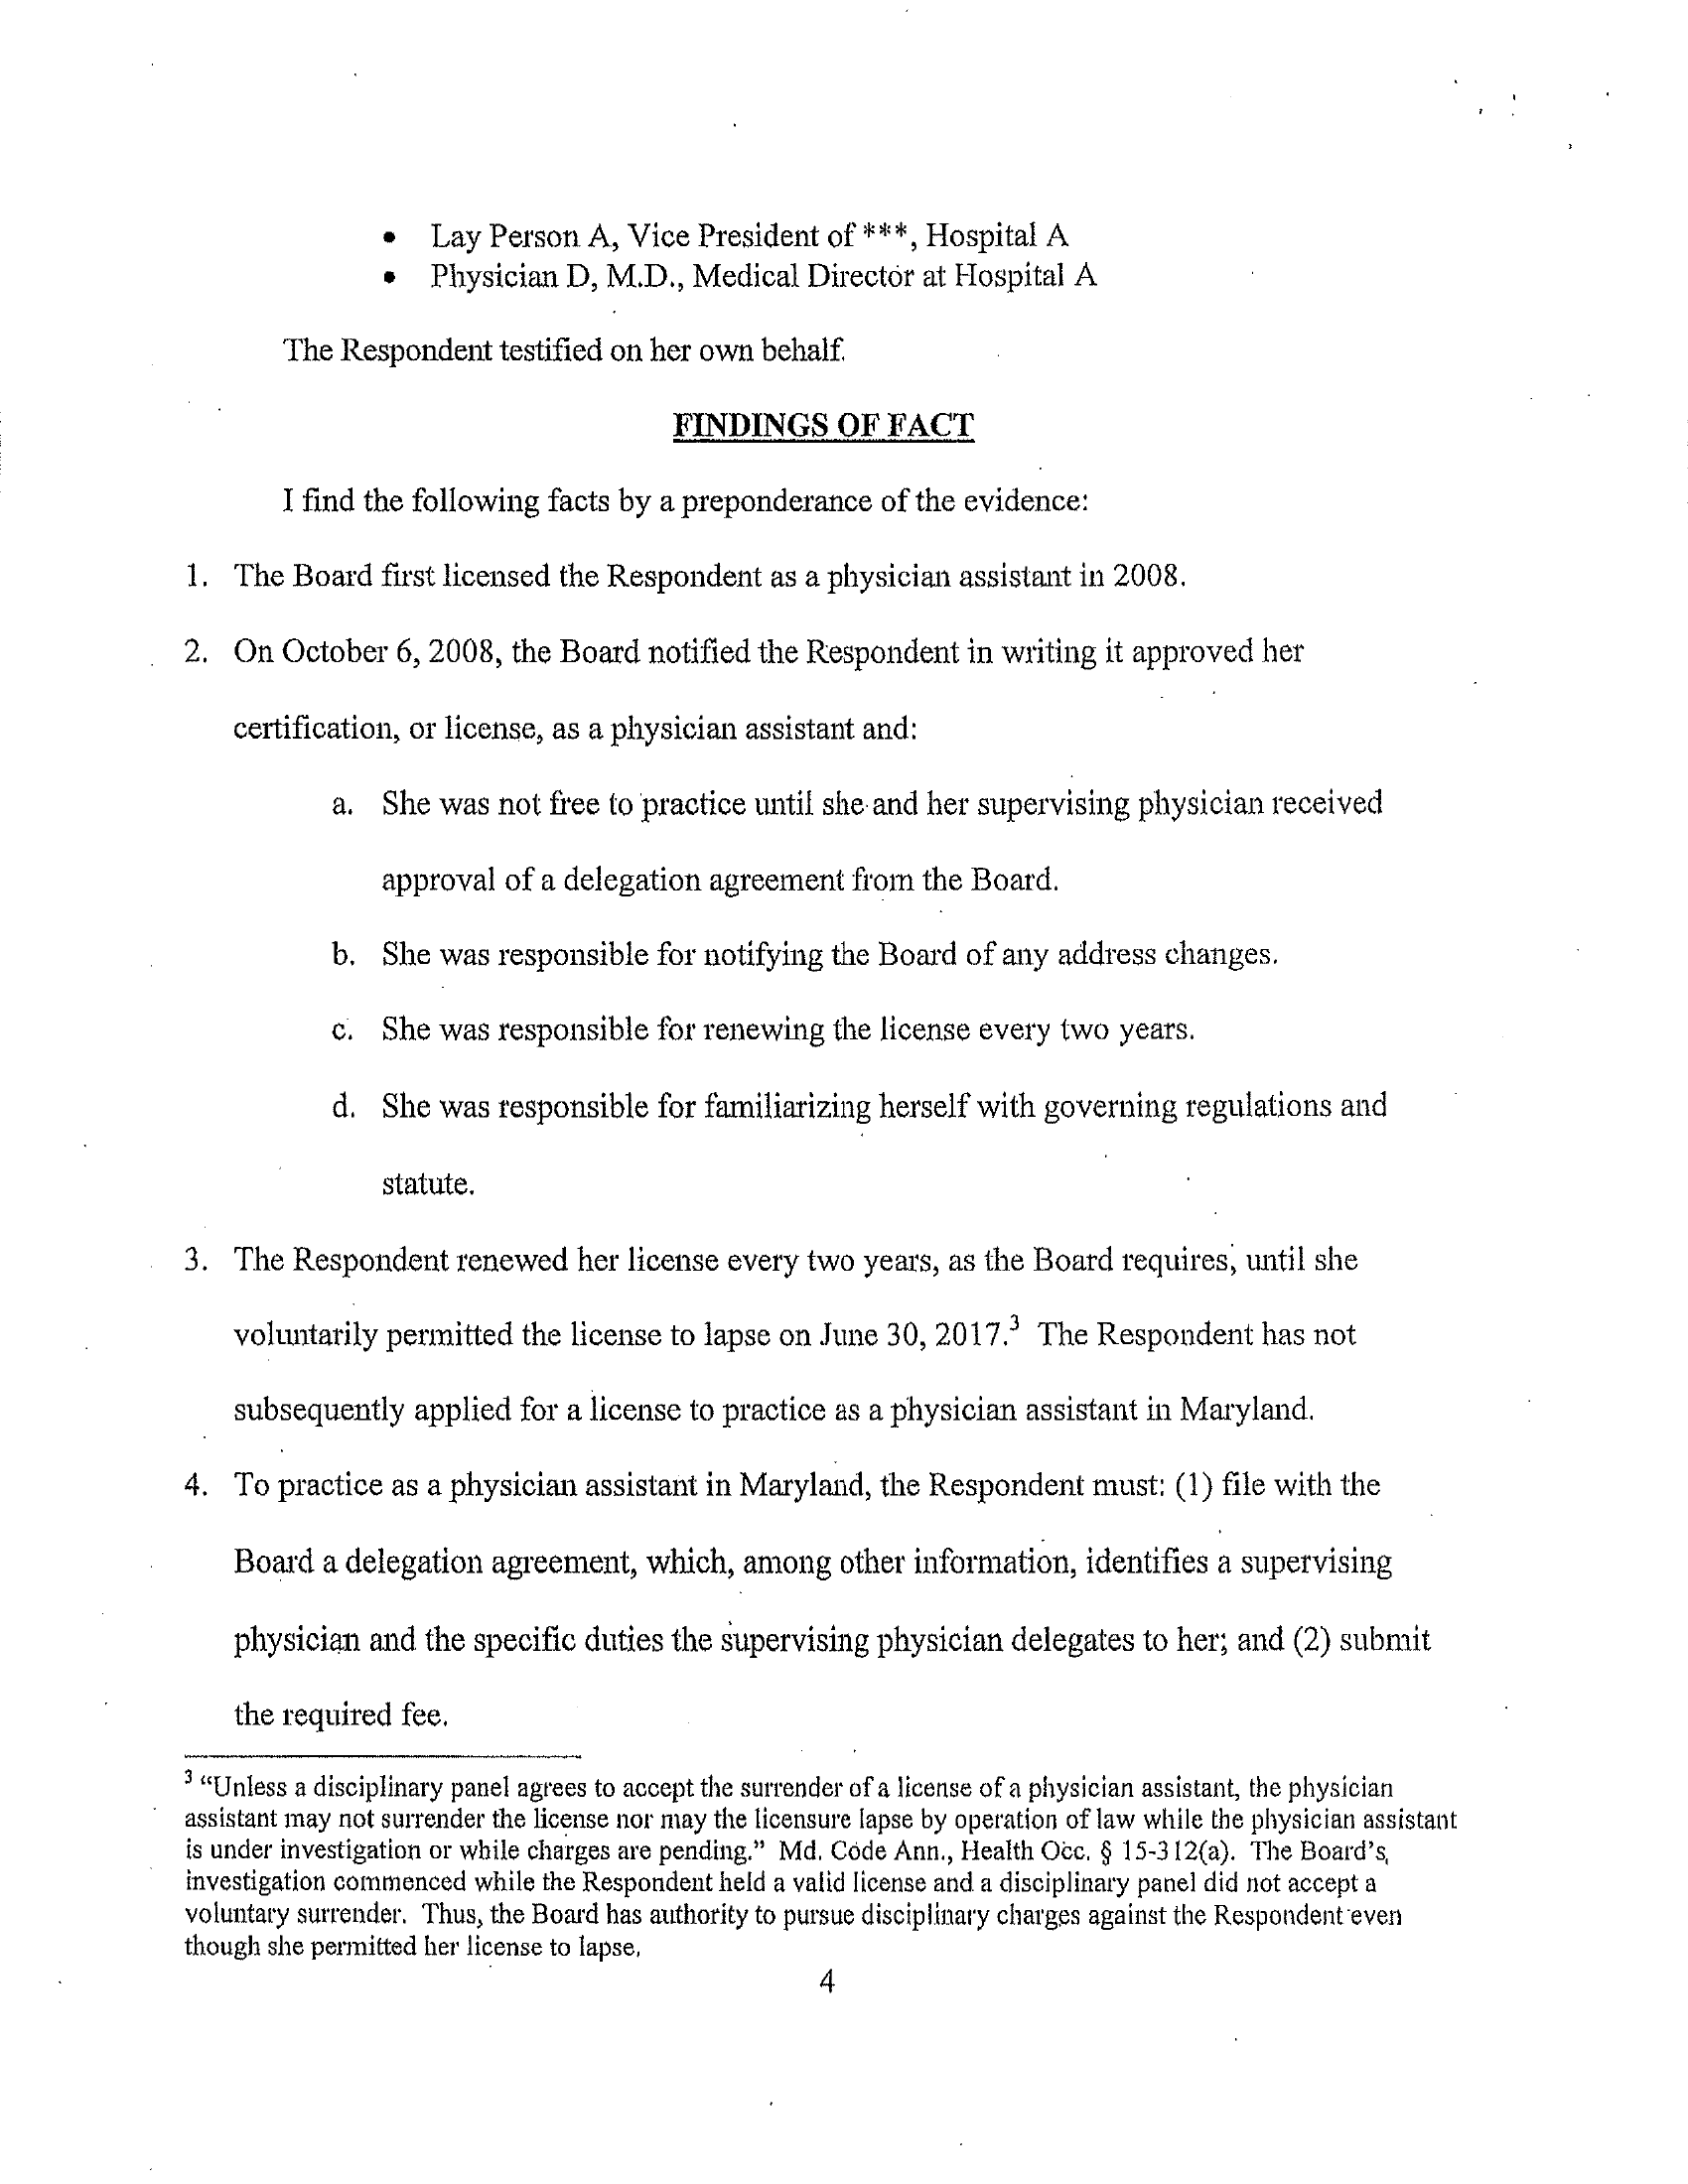 • Lay Person A, Vice President of ***, Hospital A
• Physician D, M.D., Medical Director at Hospital A
The Respondent testified on her own behalf.
FINDINGS OF FACT
I find the following facts by a preponderance of the evidence:
1. The Board first licensed the Respondent as a physician assistant in 2008.
2. On October 6, 2008, the Board notified the Respondent in writing it approved her
certification, or license, as a physician assistant and:
a. She was not free to practice until she and her supervising physician received
approval of a delegation agreement from the Board.
b. She was responsible for notifying the Board of any address changes.
c. She was responsible for renewing the license every two years.
d. She was responsible for familiarizing herself with governing regulations and
statute.
3. The Respondent renewed her license every two years, as the Board requires, until she
voluntarily permitted the license to lapse on June 30, 2017.3 The Respondent has not
subsequently applied for a license to practice as a physician assistant in Maryland.
4. To practice as a physician assistant in Maryland, the Respondent must: (1) file with the
Board a delegation agreement, which, among other information, identifies a supervising
physician and the specific duties the supervising physician delegates to her; and (2) submit
the required fee.
3 “Unless a disciplinary panel agrees to accept the surrender of a license of a physician assistant, the physician
assistant may not surrender the license nor may the licensure lapse by operation of law while the physician assistant
is under investigation or while charges are pending.” Md. Code Ann., Health Occ. § 15-312(a). The Board's
investigation commenced while the Respondent held a valid license and a disciplinary panel did not accept a
voluntary surrender. Thus, the Board has authority to pursue disciplinary charges against the Respondent even
though she permitted her license to lapse.
4